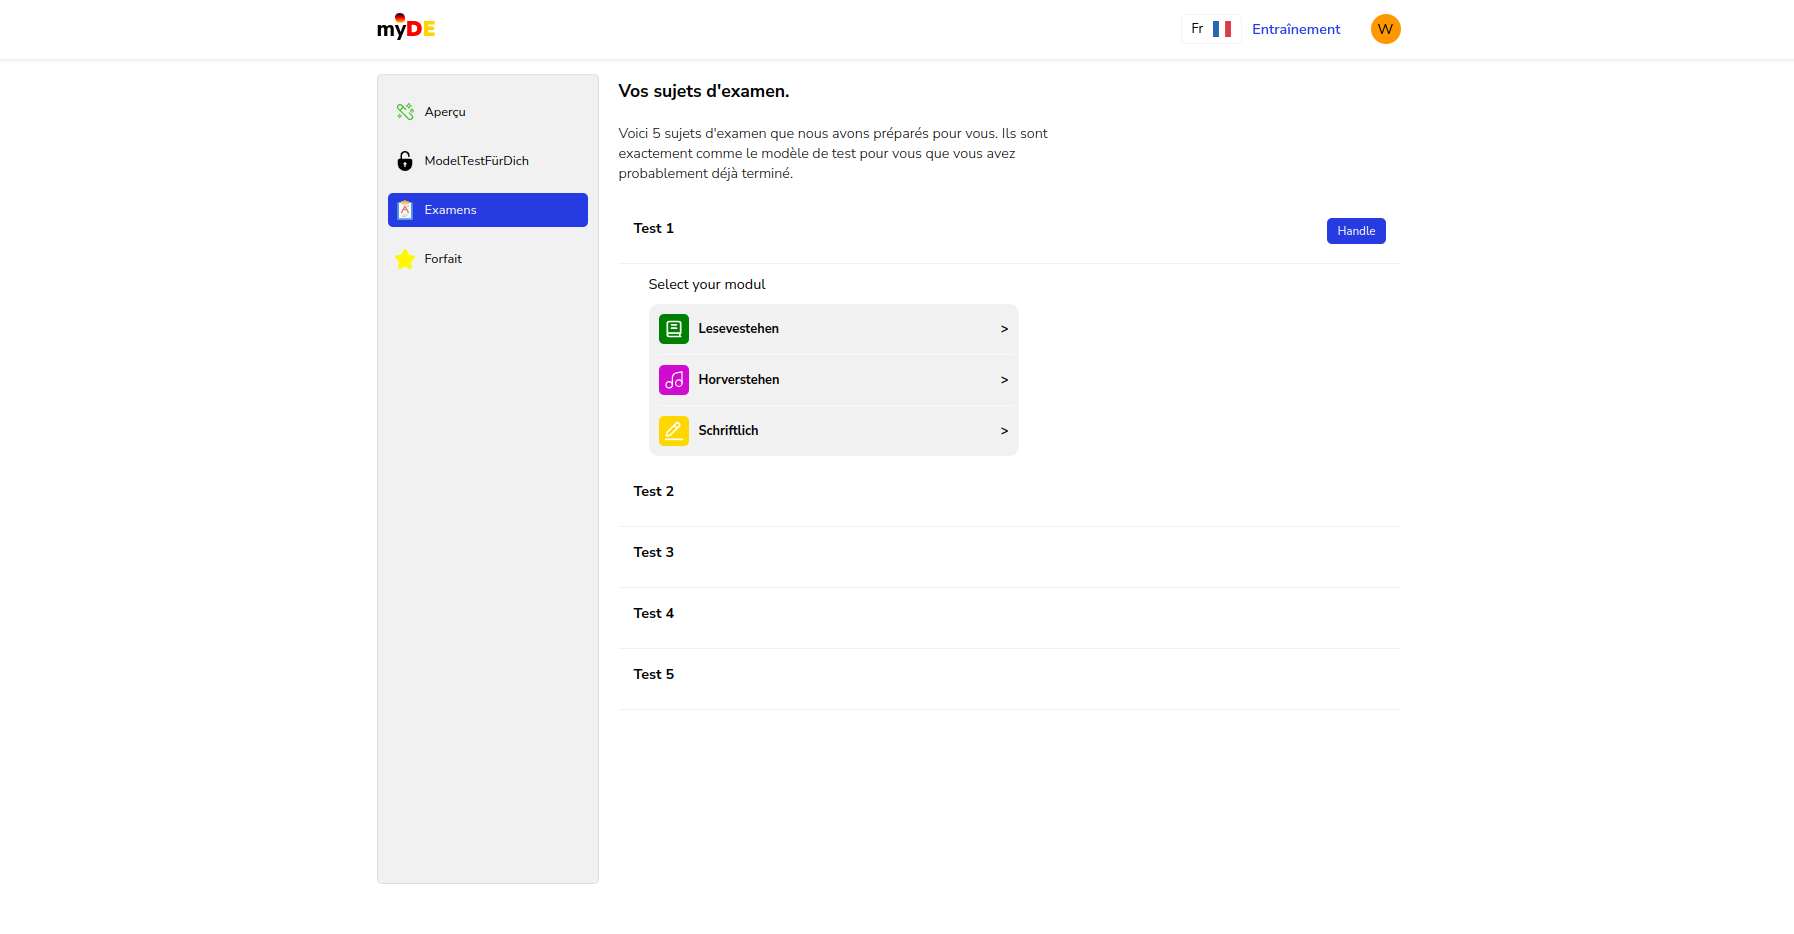 myDE
Fr
Entraînement
W
Aperçu
ModelTestFürDich
Examens
Forfait
Vos sujets d'examen.
Voici 5 sujets d'examen que nous avons préparés pour vous. Ils sont
exactement comme le modèle de test pour vous que vous avez
probablement déjà terminé.
Test 1
Handle
Select your modul
Lesevestehen >
Horverstehen >
Schriftlich >
Test 2
Test 3
Test 4
Test 5